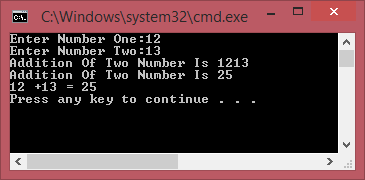 C:\Windows\system32\cmd.exe
Enter Number One:12
Enter Number Two:13
Addition Of Two Number Is 1213
Addition Of Two Number Is 25
12 +13 = 25
Press any key to continue . . .